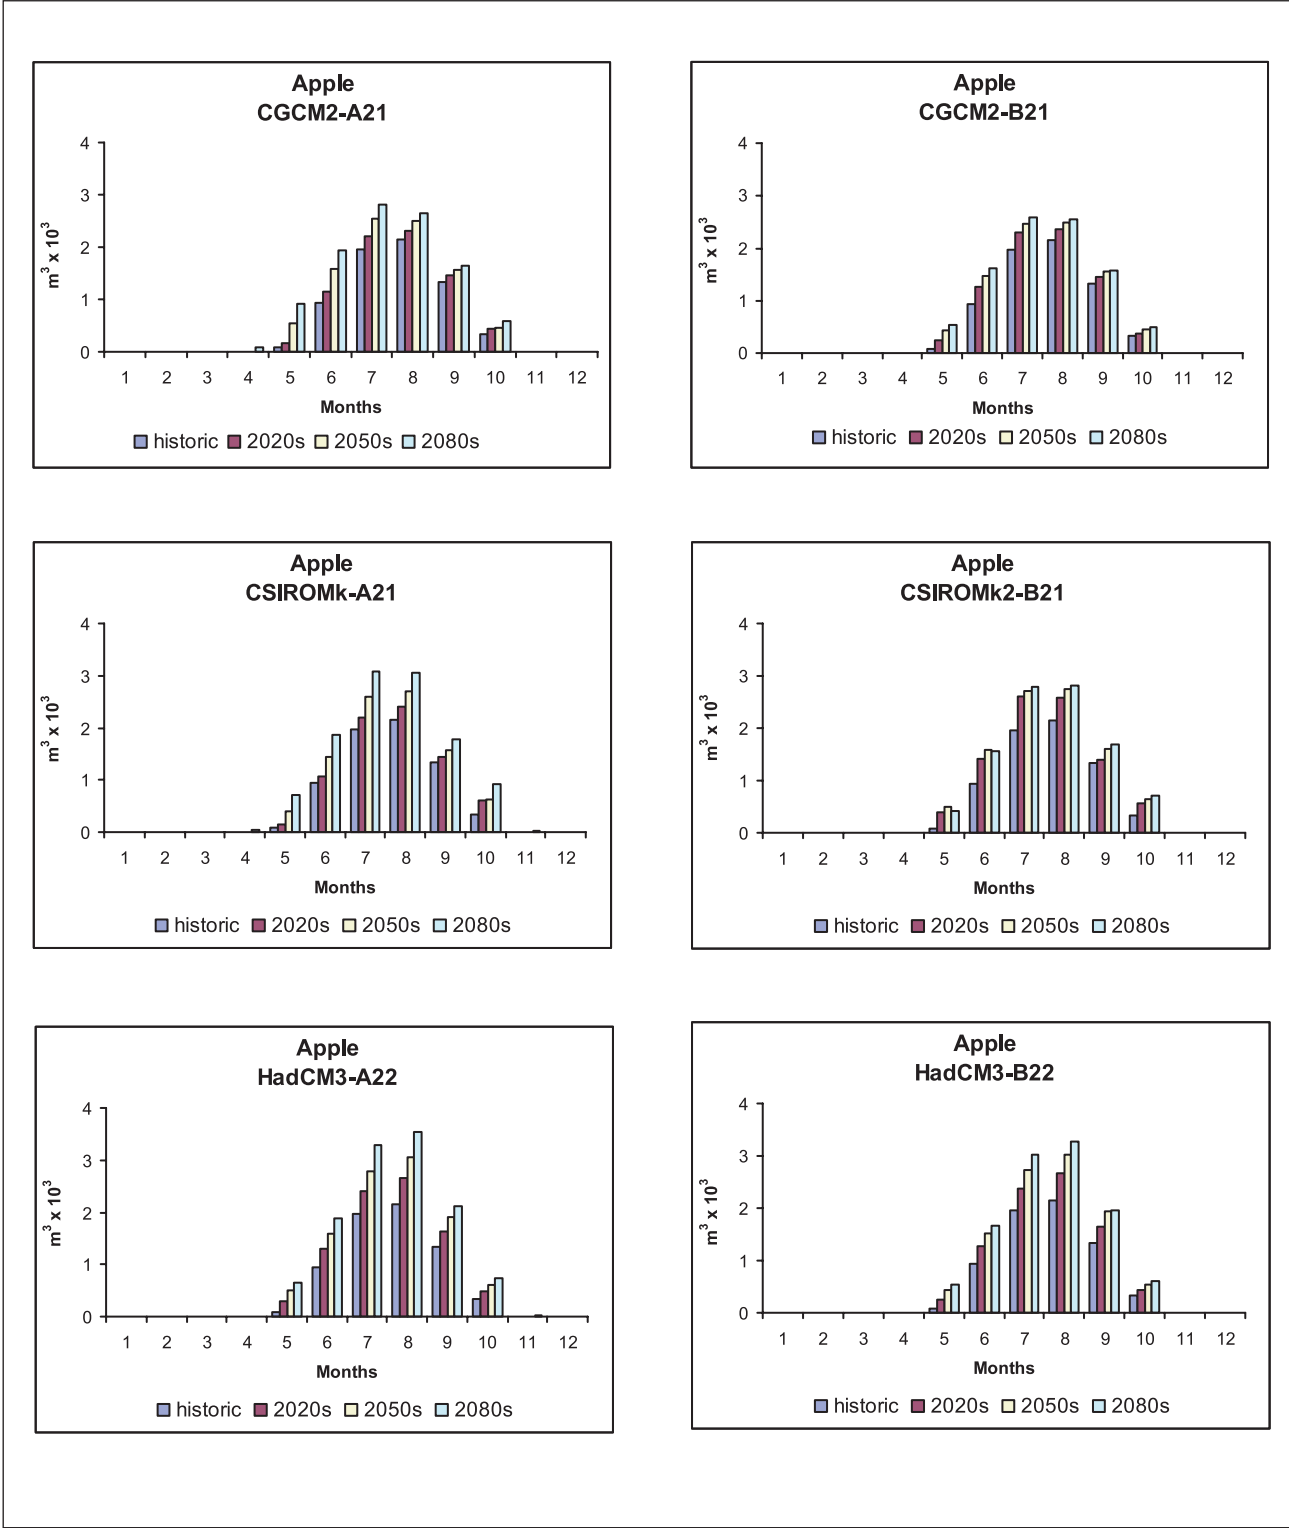 Apple
CGCM2-A21
4
3
2
1
0
m³ x 10³
1 2 3 4 5 6 7 8 9 10 11 12
Months
historic 2020s 2050s 2080s
Apple
CGCM2-B21
4
3
2
1
0
m³ x 10³
1 2 3 4 5 6 7 8 9 10 11 12
Months
historic 2020s 2050s 2080s
Apple
CSIROMk-A21
4
3
2
1
0
m³ x 10³
1 2 3 4 5 6 7 8 9 10 11 12
Months
historic 2020s 2050s 2080s
Apple
CSIROMk2-B21
4
3
2
1
0
m³ x 10³
1 2 3 4 5 6 7 8 9 10 11 12
Months
historic 2020s 2050s 2080s
Apple
HadCM3-A22
4
3
2
1
0
m³ x 10³
1 2 3 4 5 6 7 8 9 10 11 12
Months
historic 2020s 2050s 2080s
Apple
HadCM3-B22
4
3
2
1
0
m³ x 10³
1 2 3 4 5 6 7 8 9 10 11 12
Months
historic 2020s 2050s 2080s